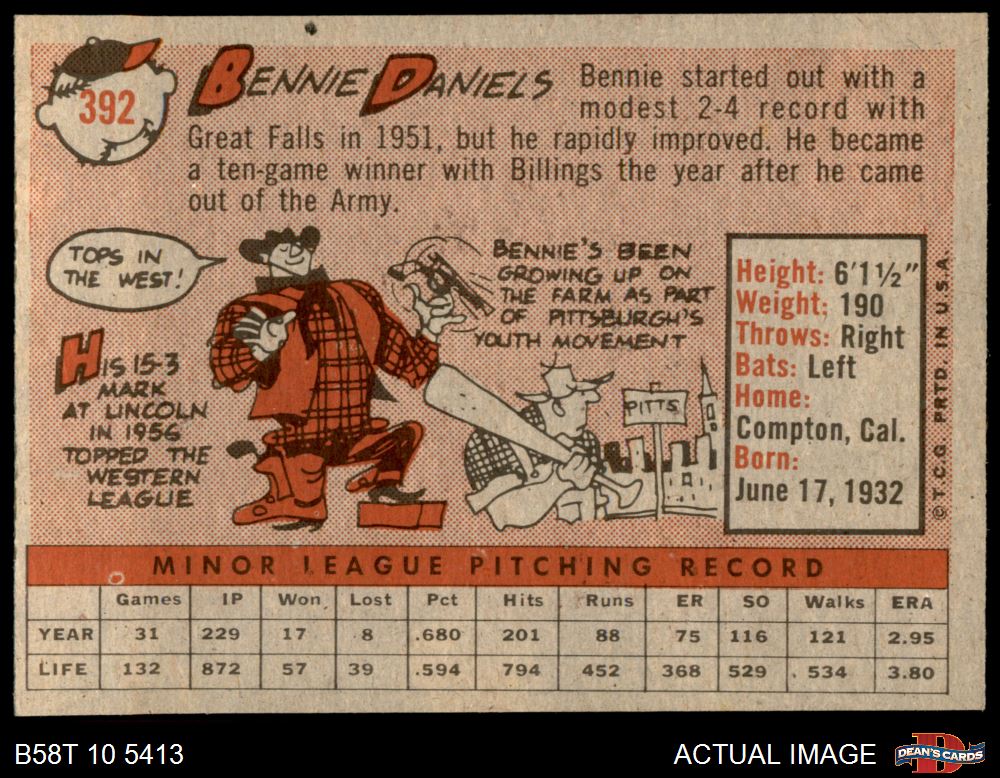 392
BENNIE DANIELS
Bennie started out with a
modest 2-4 record with
Great Falls in 1951, but he rapidly improved. He became
a ten-game winner with Billings the year after he came
out of the Army.
TOPS IN
THE WEST!
HIS 15-3
MARK
AT LINCOLN
IN 1956
TOPPED THE
WESTERN
LEAGUE
BENNIE'S BEEN
GROWING UP ON
THE FARM AS PART
OF PITTSBURGH'S
YOUTH MOVEMENT
PITTS
Height: 6'1½"
Weight: 190
Throws: Right
Bats: Left
Home:
Compton, Cal.
Born:
June 17, 1932
© T.C.G PRTD. IN U.S.A.
MINOR LEAGUE PITCHING RECORD
Games IP Won Lost Pct Hits Runs ER SO Walks ERA
YEAR 31 229 17 8 .680 201 88 75 116 121 2.95
LIFE 132 872 57 39 .594 794 452 368 529 534 3.80
B58T 10 5413
ACTUAL IMAGE
DEAN'S CARDS